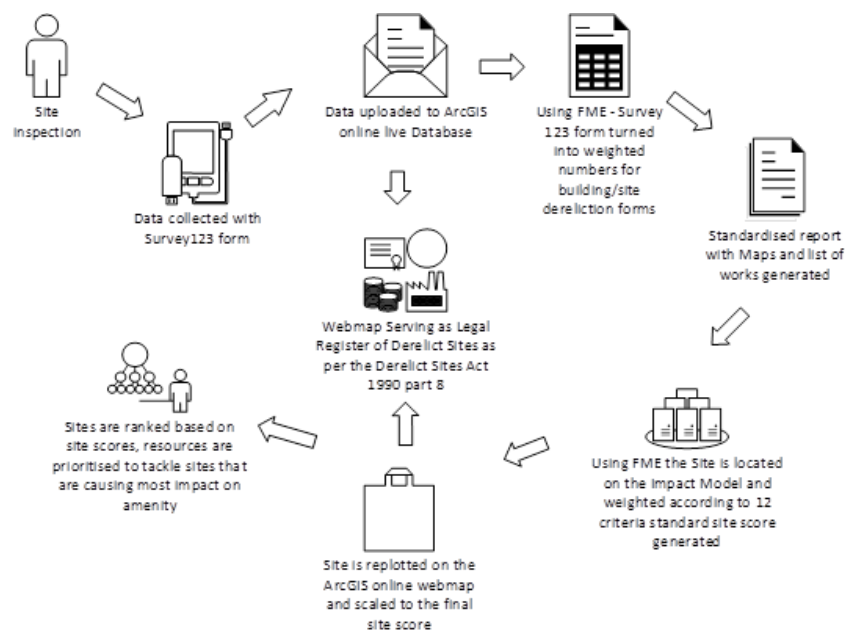 Site
Inspection
Data collected with
Survey123 form
Data uploaded to ArcGIS
online live Database
Using FME - Survey
123 form turned
into weighted
numbers for
building/site
dereliction forms
Standardised report
with Maps and list of
works generated
Using FME the Site is located
on the Impact Model and
weighted according to 12
criteria standard site score
generated
Site is replotted on the
ArcGIS online webmap
and scaled to the final
site score
Webmap Serving as Legal
Register of Derelict Sites as
per the Derelict Sites Act
1990 part 8
Sites are ranked based on
site scores, resources are
prioritised to tackle sites that
are causing most impact on
amenity